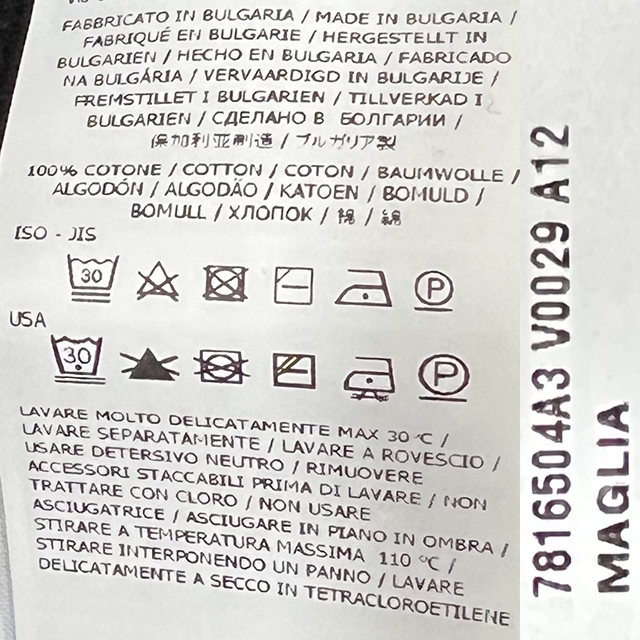 FABBRICATO IN BULGARIA / MADE IN BULGARIA /
FABRIQUÉ EN BULGARIE / HERGESTELLT IN
BULGARIEN / HECHO EN BULGARIA / FABRICADO
NA BULGÁRIA / VERVAARDIGD IN BULGARIJE /
FREMSTILLET I BULGARIEN / TILLVERKAD I
BULGARIEN / СДЕЛАНО В БОЛГАРИИ /
保加利亚制造 / ブルガリア製
100% COTONE / COTTON / COTON / BAUMWOLLE /
ALGODÓN / ALGODÃO / KATOEN / BOMULD /
BOMULL / ХЛОПОК / 棉 / 綿
ISO - JIS
30
P
USA
30
P
LAVARE MOLTO DELICATAMENTE MAX 30 °C /
LAVARE SEPARATAMENTE / LAVARE A ROVESCIO /
USARE DETERSIVO NEUTRO / RIMUOVERE
ACCESSORI STACCABILI PRIMA DI LAVARE / NON
TRATTARE CON CLORO / NON USARE
ASCIUGATRICE / ASCIUGARE IN PIANO IN OMBRA /
STIRARE A TEMPERATURA MASSIMA 110 °C /
STIRARE INTERPONENDO UN PANNO / LAVARE
DELICATAMENTE A SECCO IN TETRACLOROETILENE
7816504A3 V0029 A12
MAGLIA